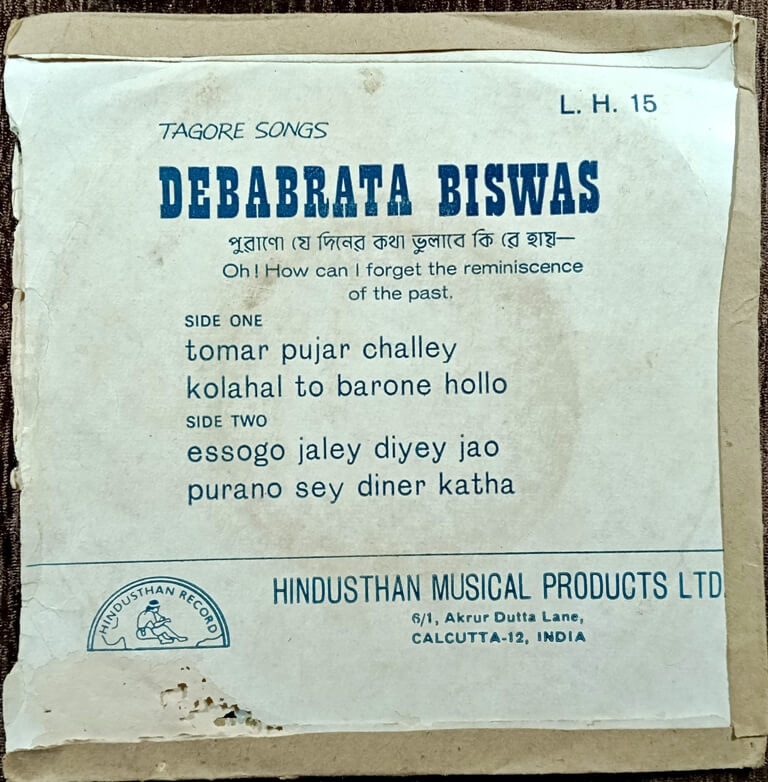 L. H. 15
TAGORE SONGS
DEBABRATA BISWAS
পুরাণো যে দিনের কথা ভুলাবে কি রে হায়—
Oh! How can I forget the reminiscence
of the past.
SIDE ONE
tomar pujar challey
kolahal to barone hollo
SIDE TWO
essogo jaley diyey jao
purano sey diner katha
HINDUSTHAN RECORD
HINDUSTHAN MUSICAL PRODUCTS LTD
6/1, Akrur Dutta Lane,
CALCUTTA-12, INDIA